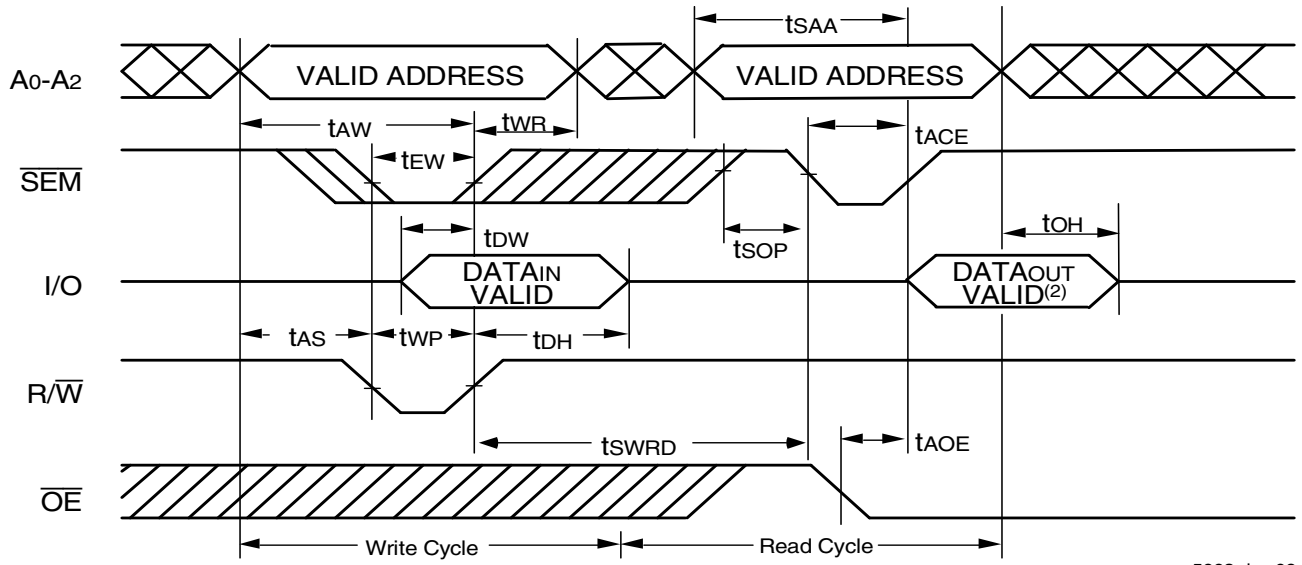 tSAA
A0-A2
VALID ADDRESS
VALID ADDRESS
tAW
tWR
tACE
SEM
tEW
tDW
tSOP
tOH
I/O
DATAIN
VALID
DATAOUT
VALID(2)
tAS
tWP
tDH
R/W
tSWRD
tAOE
OE
Write Cycle
Read Cycle